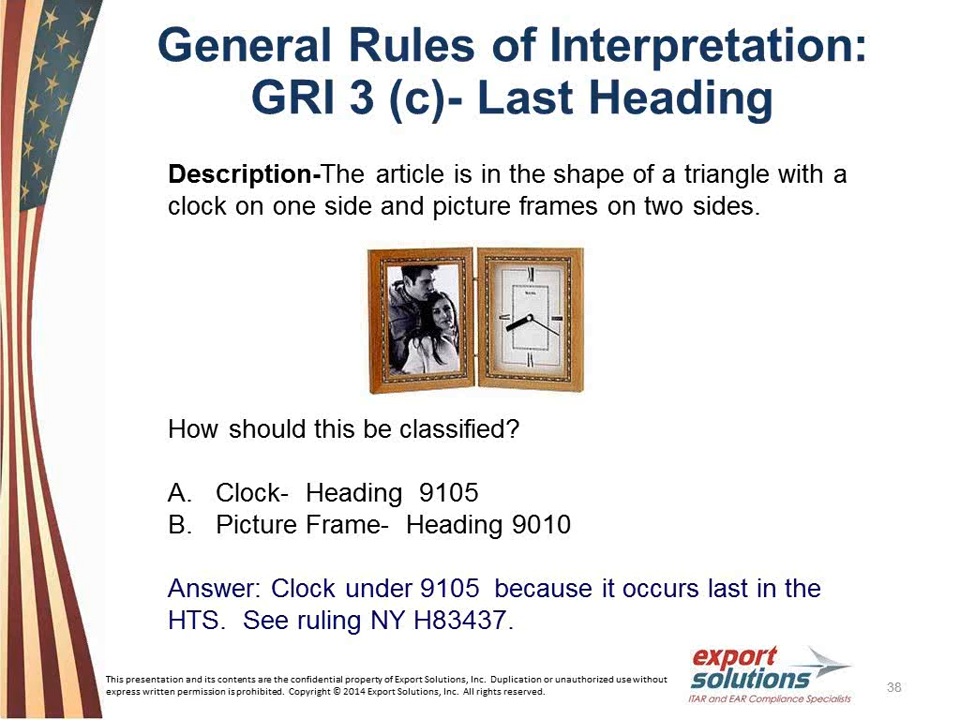 General Rules of Interpretation:
GRI 3 (c)- Last Heading
Description-The article is in the shape of a triangle with a
clock on one side and picture frames on two sides.
How should this be classified?
A. Clock- Heading 9105
B. Picture Frame- Heading 9010
Answer: Clock under 9105 because it occurs last in the
HTS. See ruling NY H83437.
This presentation and its contents are the confidential property of Export Solutions, Inc. Duplication or unauthorized use without
express written permission is prohibited. Copyright © 2014 Export Solutions, Inc. All rights reserved.
export
solutions
ITAR and EAR Compliance Specialists
38